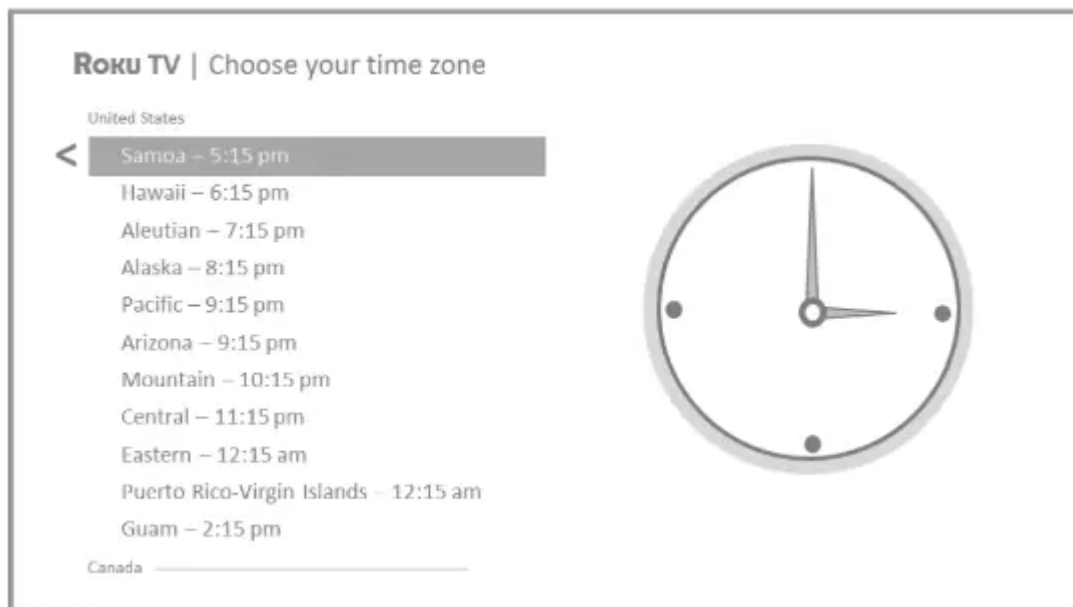 Roku TV | Choose your time zone
United States
<
Samoa – 5:15 pm
Hawaii – 6:15 pm
Aleutian – 7:15 pm
Alaska – 8:15 pm
Pacific – 9:15 pm
Arizona – 9:15 pm
Mountain – 10:15 pm
Central – 11:15 pm
Eastern – 12:15 am
Puerto Rico-Virgin Islands – 12:15 am
Guam – 2:15 pm
Canada